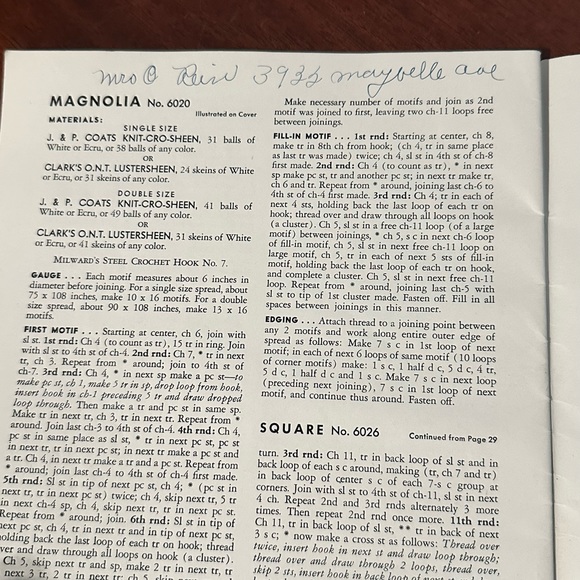 mrs C 3932 maybelle ave
MAGNOLIA No. 6020
Illustrated on Cover
MATERIALS:
SINGLE SIZE
J. & P. COATS KNIT-CRO-SHEEN, 31 balls of
White or Ecru, or 38 balls of any color.
OR
CLARK'S O.N.T. LUSTERSHEEN, 24 skeins of White
or Ecru, or 31 skeins of any color.
DOUBLE SIZE
J. & P. COATS KNIT-CRO-SHEEN, 41 balls of
White or Ecru, or 49 balls of any color.
OR
CLARK'S O.N.T. LUSTERSHEEN, 31 skeins of White
or Ecru, or 41 skeins of any color.
MILWARD'S STEEL CROCHET HOOK No. 7.
GAUGE . . . Each motif measures about 6 inches in
diameter before joining. For a single size spread, about
75 x 108 inches, make 10 x 16 motifs. For a double
size spread, about 90 x 108 inches, make 13 x 16
motifs.
FIRST MOTIF . . . Starting at center, ch 6, join with
sl st. 1st rnd: Ch 4 (to count as tr), 15 tr in ring. Join
with sl st to 4th st of ch-4. 2nd rnd: Ch 7, * tr in next
tr, ch 3. Repeat from * around; join to 4th st of
ch-7. 3rd rnd: Ch 4, * in next sp make a pc st—to
make pc st, ch 1, make 5 tr in sp, drop loop from hook,
insert hook in ch-1 preceding 5 tr and draw dropped
loop through. Then make a tr and pc st in same sp.
Make tr in next tr, ch 3, tr in next tr. Repeat from *
around. Join last ch-3 to 4th st of ch-4. 4th rnd: Ch 4,
pc st in same place as sl st, * tr in next pc st, pc st
in next tr, tr in next pc st; in next tr make a pc st and
a tr. Ch 4, in next tr make a tr and a pc st. Repeat from
* around; join last ch-4 to 4th st of ch-4 first made.
5th rnd: Sl st in tip of next pc st, ch 4; * (pc st in
next tr, tr in next pc st) twice; ch 4, skip next tr, 5 tr
in next ch-4 sp, ch 4, skip next tr, tr in next pc st.
Repeat from * around; join. 6th rnd: Sl st in tip of
next pc st, ch 4, tr in next tr and in tip of next pc st,
holding back the last loop of each tr on hook; thread
over and draw through all loops on hook (a cluster).
Ch 5, skip next tr and sp, make 2 tr in next tr, tr
next 3 tr, 2 tr in next tr; ch 5, skip
Make necessary number of motifs and join as 2nd
motif was joined to first, leaving two ch-11 loops free
between joinings.
FILL-IN MOTIF . . . 1st rnd: Starting at center, ch 8,
make tr in 8th ch from hook; (ch 4, tr in same place
as last tr was made) twice; ch 4, sl st in 4th st of ch-8
first made. 2nd rnd: Ch 4 (to count as tr), * in next
sp make pc st, tr and another pc st; in next tr make tr,
ch 6 and tr. Repeat from * around, joining last ch-6 to
4th st of ch-4 first made. 3rd rnd: Ch 4; tr in each of
next 4 sts, holding back the last loop of each tr on
hook; thread over and draw through all loops on hook
(a cluster). Ch 5, sl st in a free ch-11 loop (of a large
motif) between joinings, * ch 5, s c in next ch-6 loop
of fill-in motif, ch 5, sl st in next free ch-11 loop on
large motif, ch 5, tr in each of next 5 sts of fill-in
motif, holding back the last loop of each tr on hook,
and complete a cluster. Ch 5, sl st in next free ch-11
loop. Repeat from * around, joining last ch-5 with
sl st to tip of 1st cluster made. Fasten off. Fill in all
spaces between joinings in this manner.
EDGING . . . Attach thread to a joining point between
any 2 motifs and work along entire outer edge of
spread as follows: Make 7 s c in 1st loop of next
motif; in each of next 6 loops of same motif (10 loops
of corner motifs) make: 1 s c, 1 half d c, 5 d c, 4 tr,
5 d c, 1 half d c and 1 s c. Make 7 s c in next loop
(preceding next joining), 7 s c in 1st loop of next
motif, and continue thus around. Fasten off.
SQUARE No. 6026
Continued from Page 29
turn. 3rd rnd: Ch 11, tr in back loop of sl st and in
back loop of each s c around, making (tr, ch 7 and tr)
in back loop of center s c of each 7-s c group at
corners. Join with sl st to 4th st of ch-11, sl st in next
4 ch. Repeat 2nd and 3rd rnds alternately 3 more
times. Then repeat 2nd rnd once more. 11th rnd:
Ch 11, tr in back loop of sl st, ** tr in back of next
3 s c; * now make a cross st as follows: Thread over
twice, insert hook in next st and draw loop through;
thread over and draw through 2 loops, thread over,
skip 2 sts, insert hook in back loop of next st